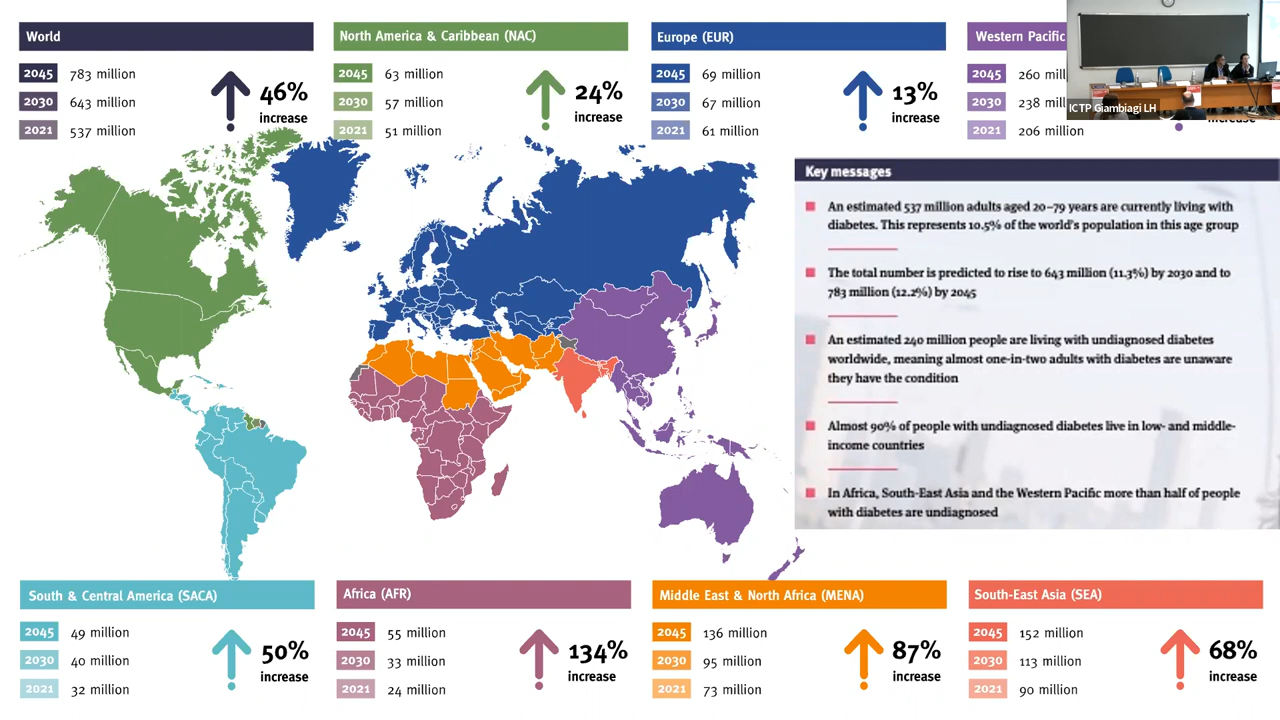 World
2045 783 million
2030 643 million
2021 537 million
46%
increase
North America & Caribbean (NAC)
2045 63 million
2030 57 million
2021 51 million
24%
increase
Europe (EUR)
2045 69 million
2030 67 million
2021 61 million
13%
increase
Western Pacific
2045 260
2030 238
2021 206 million
increase
ICTP Giambiagi LH
Key messages
An estimated 537 million adults aged 20–79 years are currently living with
diabetes. This represents 10.5% of the world's population in this age group
The total number is predicted to rise to 643 million (11.3%) by 2030 and to
783 million (12.2%) by 2045
An estimated 240 million people are living with undiagnosed diabetes
worldwide, meaning almost one-in-two adults with diabetes are unaware
they have the condition
Almost 90% of people with undiagnosed diabetes live in low- and middle-
income countries
In Africa, South-East Asia and the Western Pacific more than half of people
with diabetes are undiagnosed
South & Central America (SACA)
2045 49 million
2030 40 million
2021 32 million
50%
increase
Africa (AFR)
2045 55 million
2030 33 million
2021 24 million
134%
increase
Middle East & North Africa (MENA)
2045 136 million
2030 95 million
2021 73 million
87%
increase
South-East Asia (SEA)
2045 152 million
2030 113 million
2021 90 million
68%
increase